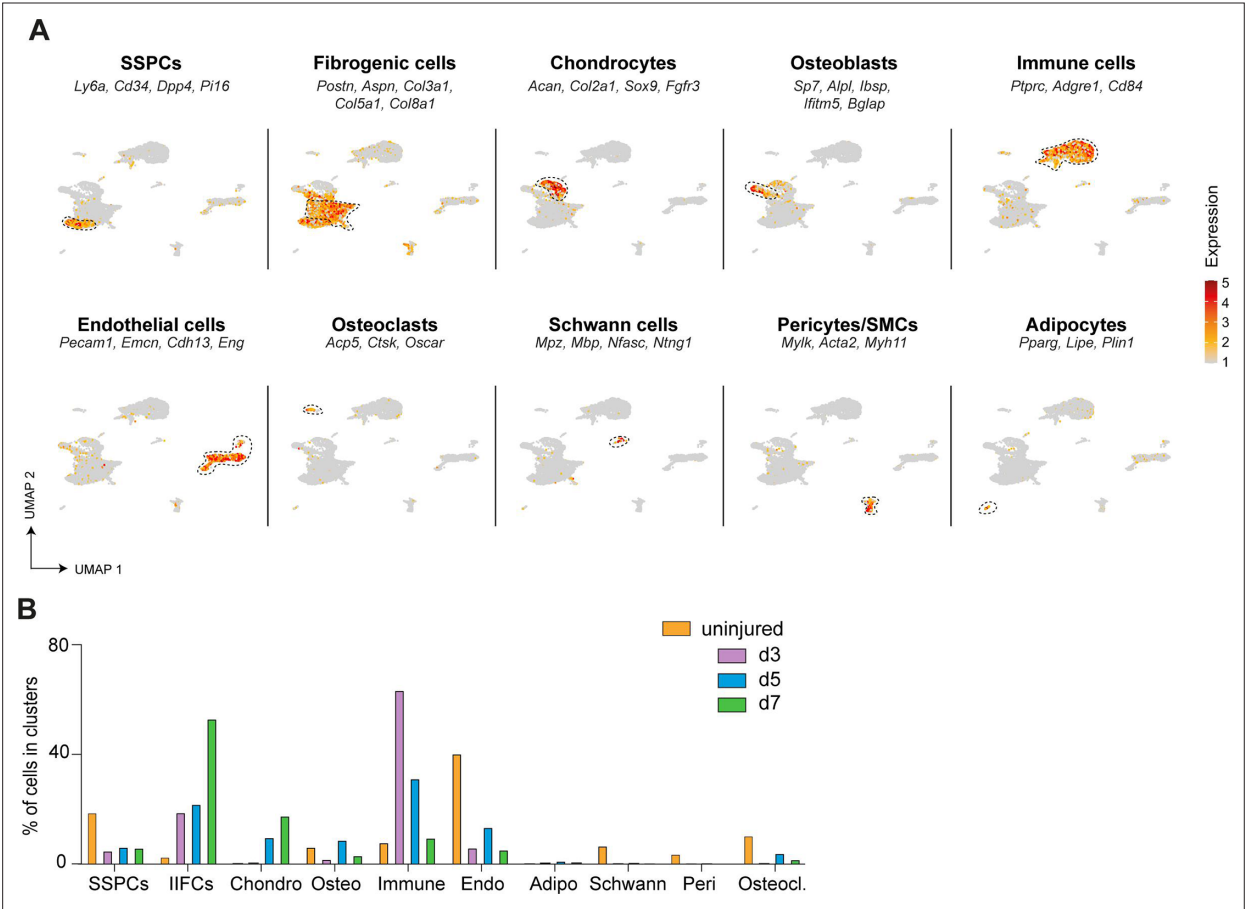 A
SSPCs
Ly6a, Cd34, Dpp4, Pi16
Fibrogenic cells
Postn, Aspn, Col3a1,
Col5a1, Col8a1
Chondrocytes
Acan, Col2a1, Sox9, Fgfr3
Osteoblasts
Sp7, Alpl, Ibsp,
Ifitm5, Bglap
Immune cells
Ptprc, Adgre1, Cd84
Expression
5
4
3
2
1
Endothelial cells
Pecam1, Emcn, Cdh13, Eng
Osteoclasts
Acp5, Ctsk, Oscar
Schwann cells
Mpz, Mbp, Nfasc, Ntng1
Pericytes/SMCs
Mylk, Acta2, Myh11
Adipocytes
Pparg, Lipe, Plin1
UMAP 2
UMAP 1
B
% of cells in clusters
80
40
0
uninjured
d3
d5
d7
SSPCs IIFCs Chondro Osteo Immune Endo Adipo Schwann Peri Osteocl.